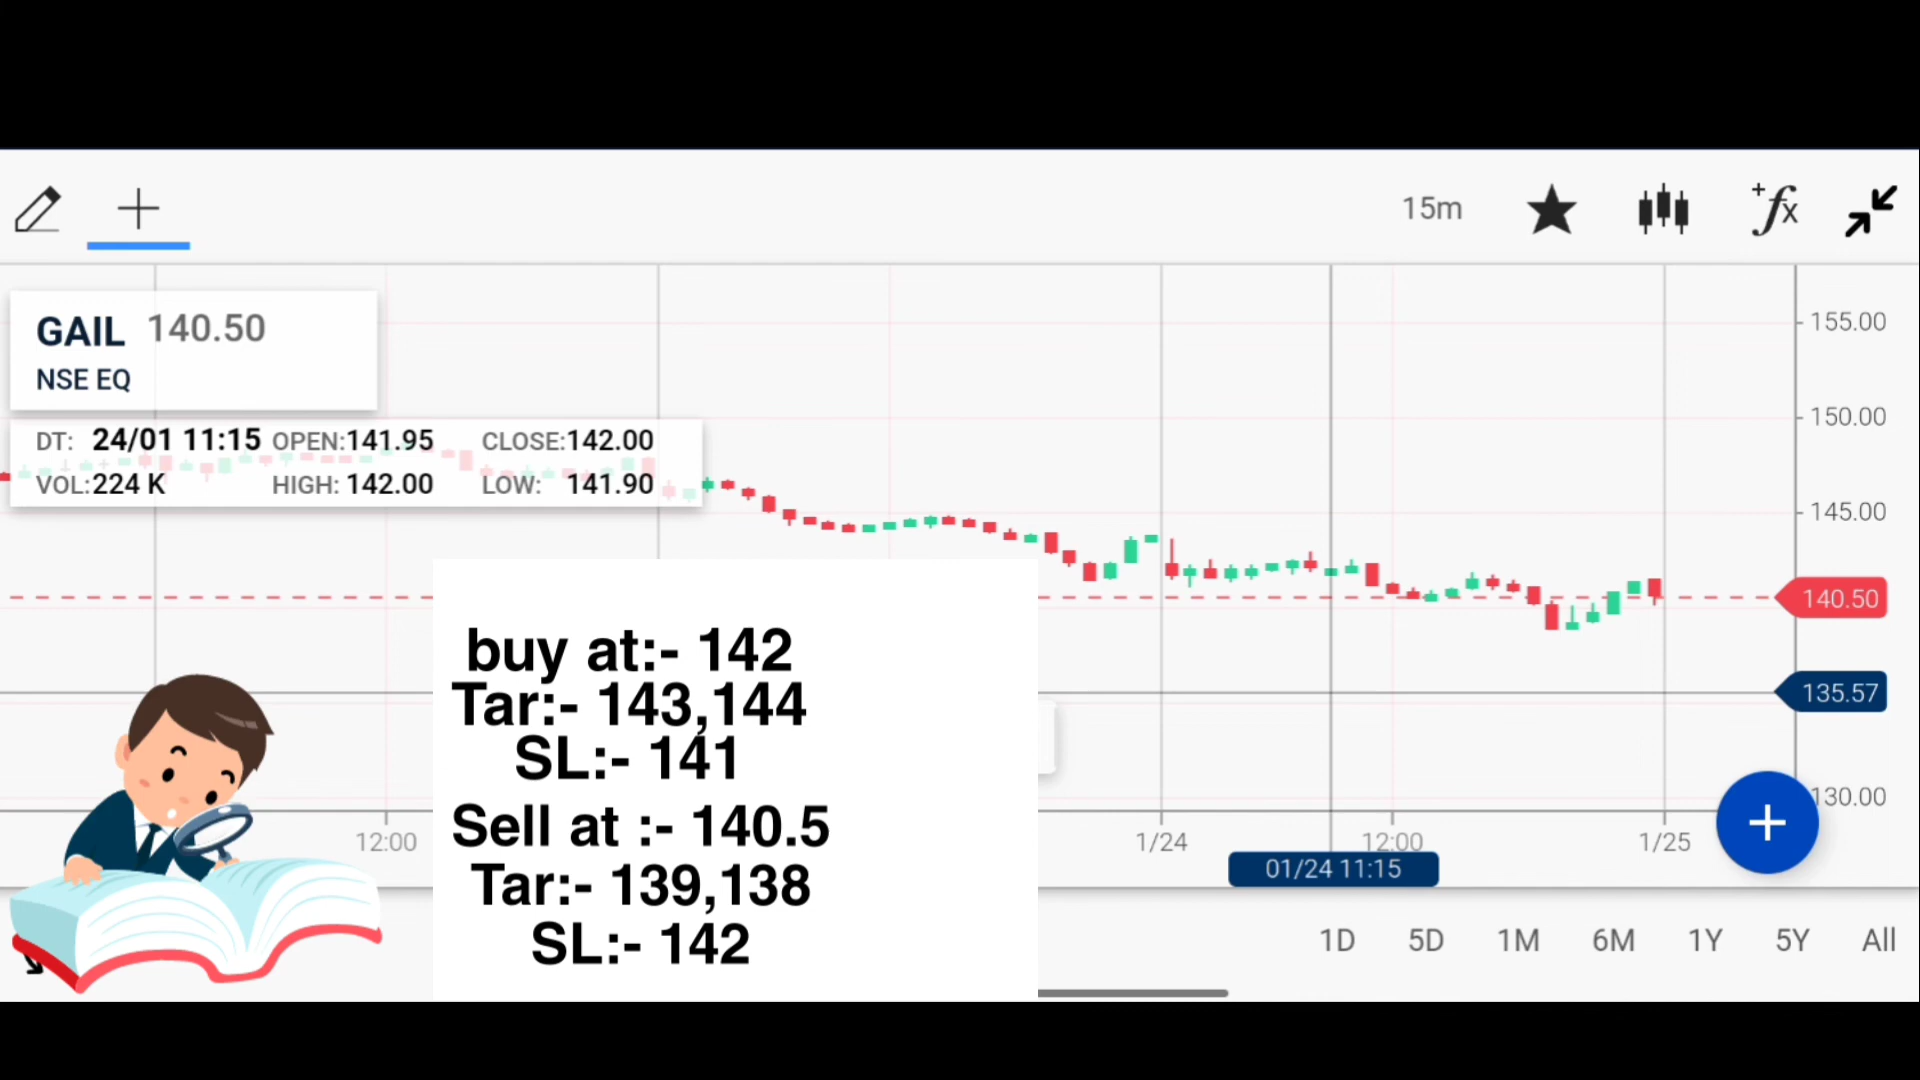 15m
fx
GAIL 140.50
NSE EQ
DT: 24/01 11:15 OPEN:141.95 CLOSE:142.00
VOL:224 K HIGH: 142.00 LOW: 141.90
155.00
150.00
145.00
140.50
135.57
130.00
buy at:- 142
Tar:- 143,144
SL:- 141
Sell at :- 140.5
Tar:- 139,138
SL:- 142
12:00 1/24 12:00 1/25
01/24 11:15
1D 5D 1M 6M 1Y 5Y All